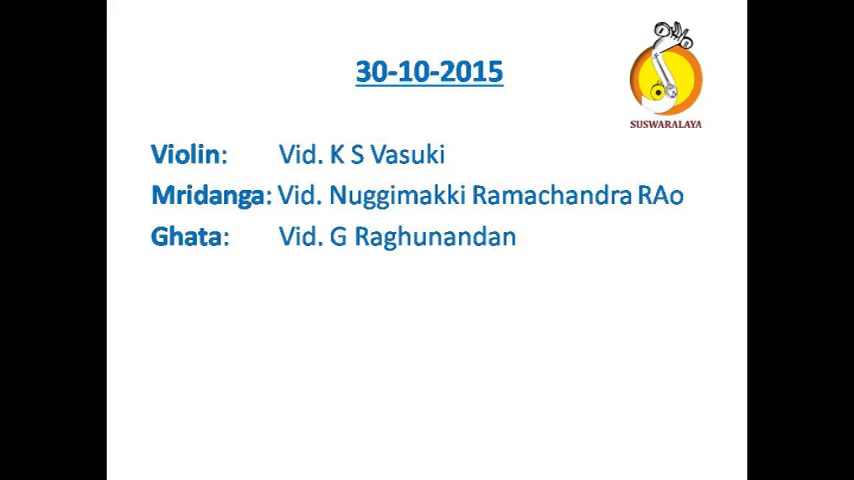 30-10-2015
SUSWARALAYA
Violin: Vid. K S Vasuki
Mridanga: Vid. Nuggimakki Ramachandra RAo
Ghata: Vid. G Raghunandan